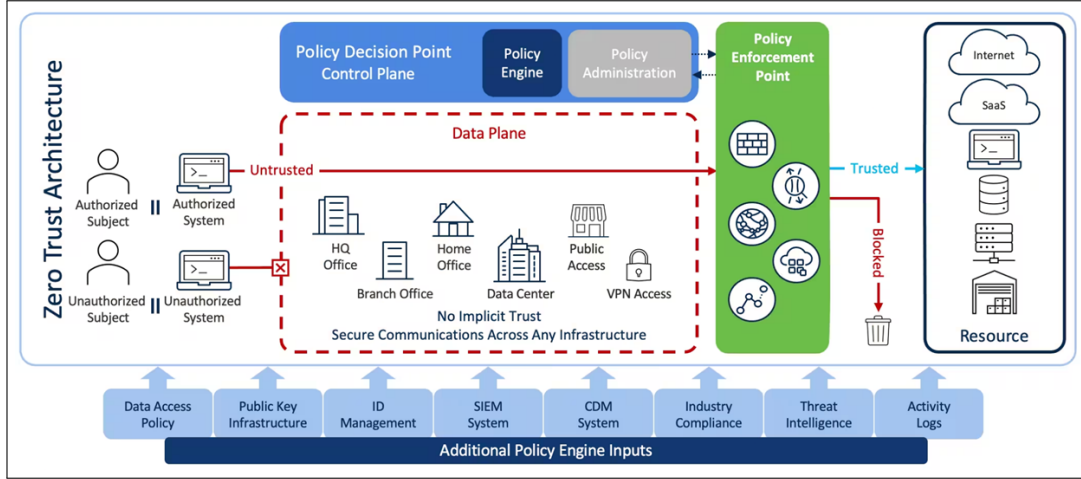 Zero Trust Architecture
Policy Decision Point
Control Plane
Policy
Engine
Policy
Administration
Policy
Enforcement
Point
Internet
SaaS
Data Plane
Authorized
Subject
Authorized
System
Untrusted
Trusted
HQ
Office
Branch Office
Home
Office
Data Center
Public
Access
VPN Access
Blocked
Unauthorized
Subject
Unauthorized
System
No Implicit Trust
Secure Communications Across Any Infrastructure
Resource
Data Access
Policy
Public Key
Infrastructure
ID
Management
SIEM
System
CDM
System
Industry
Compliance
Threat
Intelligence
Activity
Logs
Additional Policy Engine Inputs